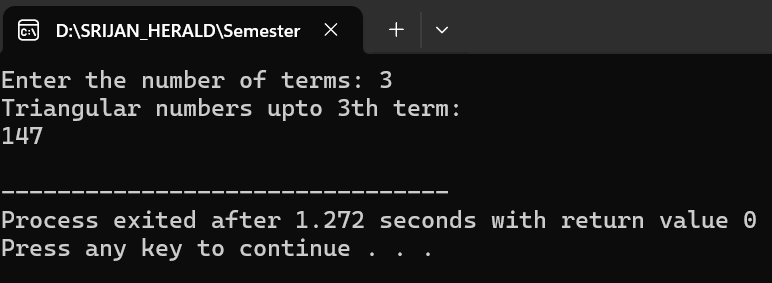 D:\SRIJAN_HERALD\Semester
Enter the number of terms: 3
Triangular numbers upto 3th term:
147
--------------------------------
Process exited after 1.272 seconds with return value 0
Press any key to continue . . .